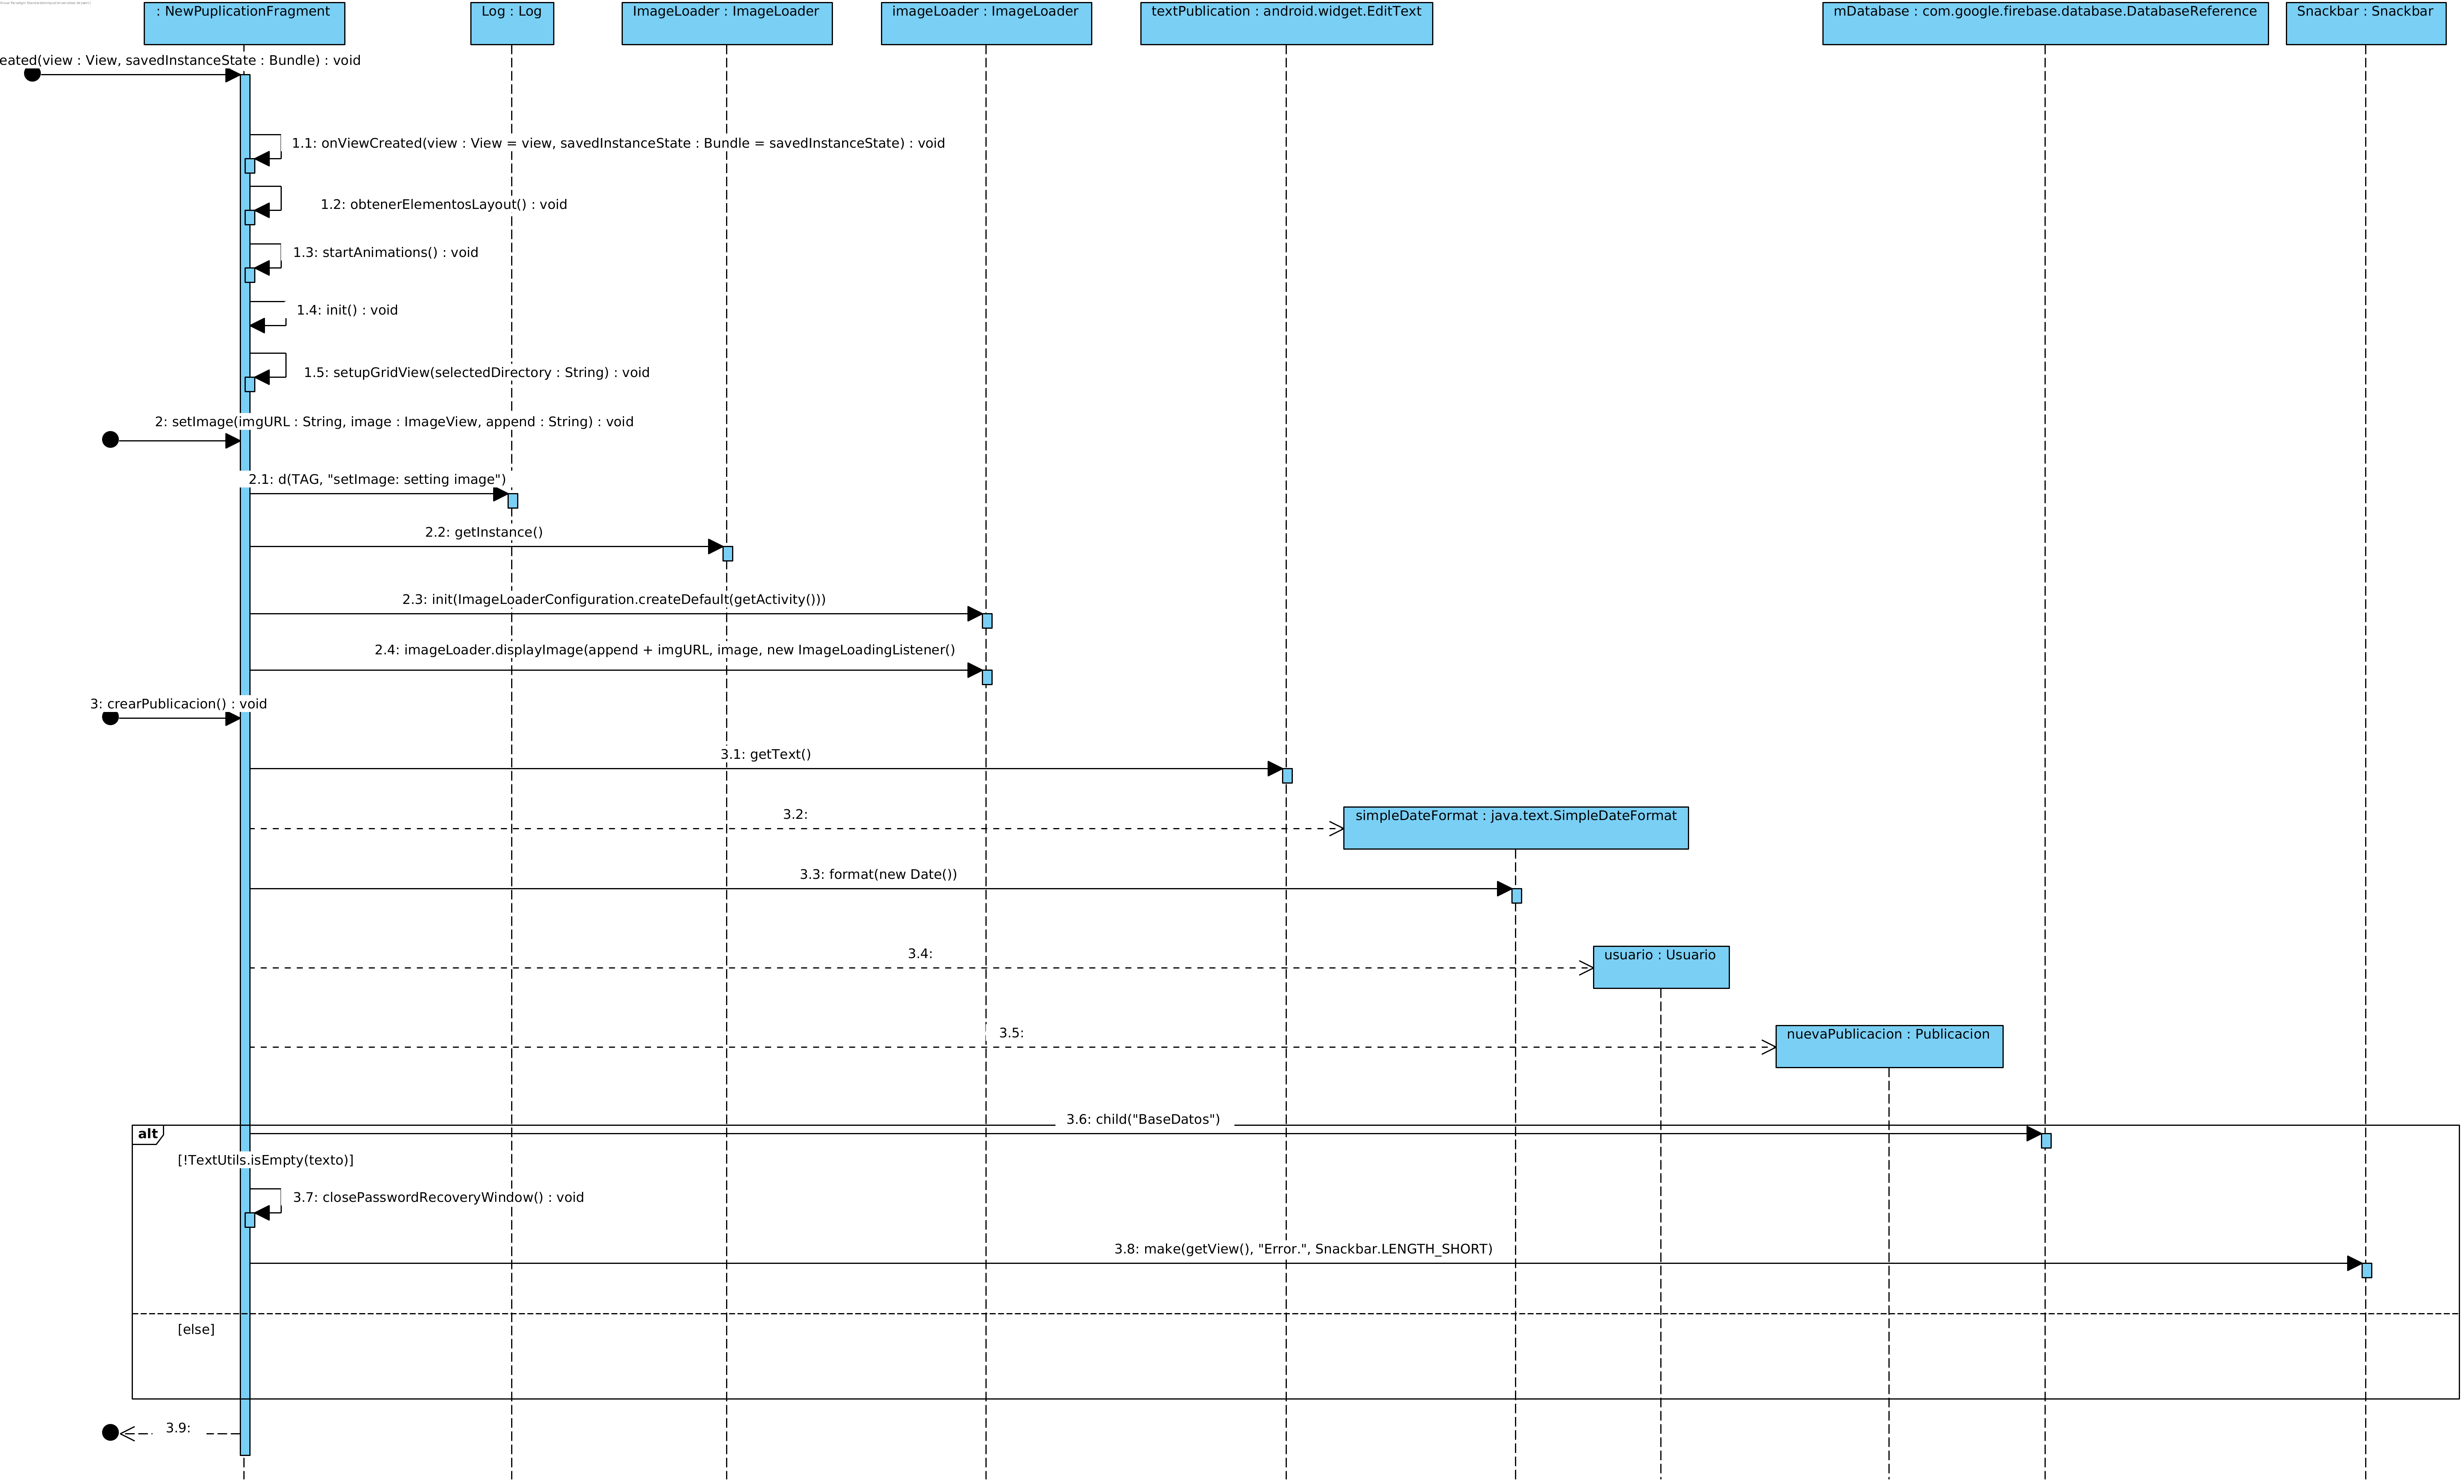 : NewPuplicationFragment
Log : Log
ImageLoader : ImageLoader
imageLoader : ImageLoader
textPublication : android.widget.EditText
mDatabase : com.google.firebase.database.DatabaseReference
Snackbar : Snackbar
eated(view : View, savedInstanceState : Bundle) : void
1.1: onViewCreated(view : View = view, savedInstanceState : Bundle = savedInstanceState) : void
1.2: obtenerElementosLayout() : void
1.3: startAnimations() : void
1.4: init() : void
1.5: setupGridView(selectedDirectory : String) : void
2: setImage(imgURL : String, image : ImageView, append : String) : void
2.1: d(TAG, "setImage: setting image")
2.2: getInstance()
2.3: init(ImageLoaderConfiguration.createDefault(getActivity()))
2.4: imageLoader.displayImage(append + imgURL, image, new ImageLoadingListener()
3: crearPublicacion() : void
3.1: getText()
3.2:
simpleDateFormat : java.text.SimpleDateFormat
3.3: format(new Date())
3.4:
usuario : Usuario
3.5:
nuevaPublicacion : Publicacion
3.6: child("BaseDatos")
alt
[!TextUtils.isEmpty(texto)]
3.7: closePasswordRecoveryWindow() : void
3.8: make(getView(), "Error.", Snackbar.LENGTH_SHORT)
[else]
3.9: